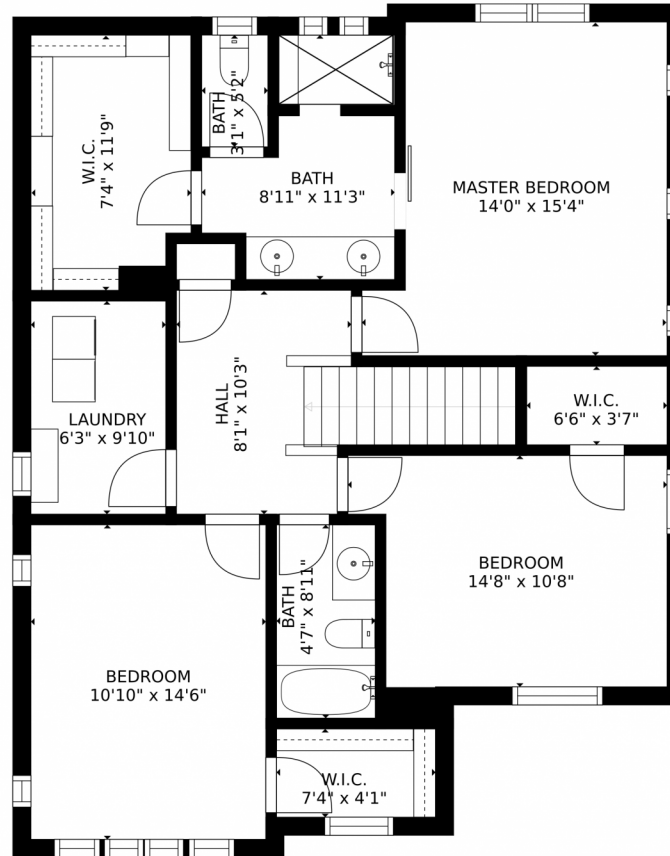 BATH
3'1" x 5'2"
W.I.C.
7'4" x 11'9"
BATH
8'11" x 11'3"
MASTER BEDROOM
14'0" x 15'4"
HALL
8'1" x 10'3"
W.I.C.
6'6" x 3'7"
LAUNDRY
6'3" x 9'10"
BATH
4'7" x 8'11"
BEDROOM
14'8" x 10'8"
BEDROOM
10'10" x 14'6"
W.I.C.
7'4" x 4'1"